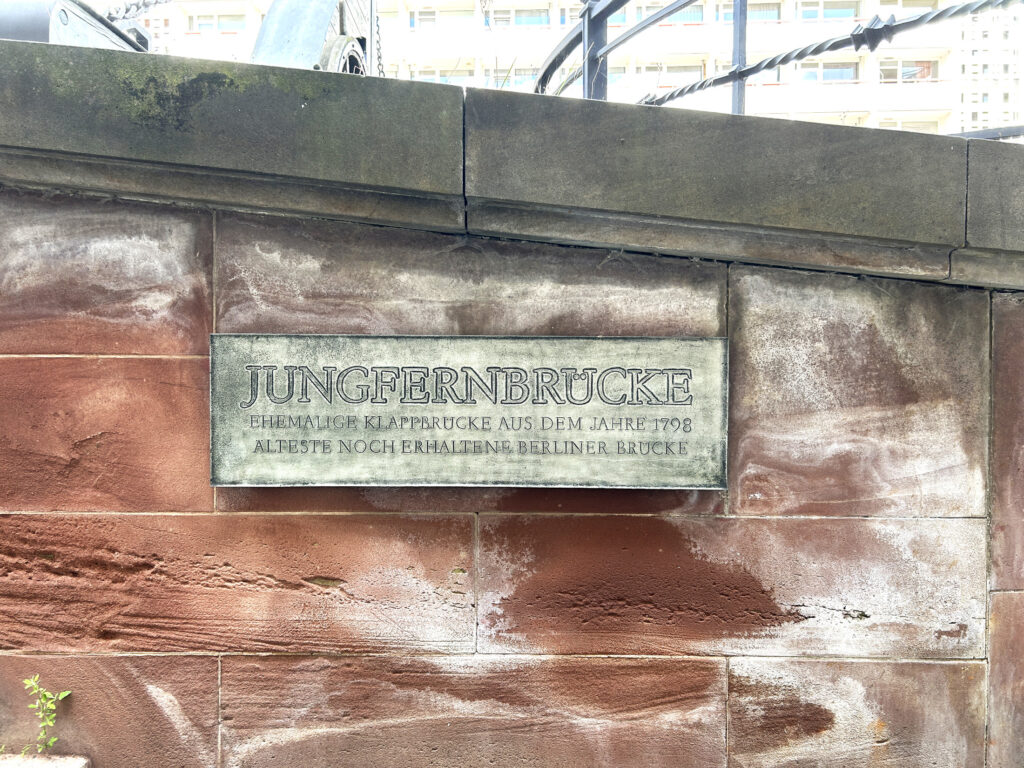 JUNGFERNBRÜCKE
EHEMALIGE KLAPPBRÜCKE AUS DEM JAHRE 1798
ÄLTESTE NOCH ERHALTENE BERLINER BRÜCKE